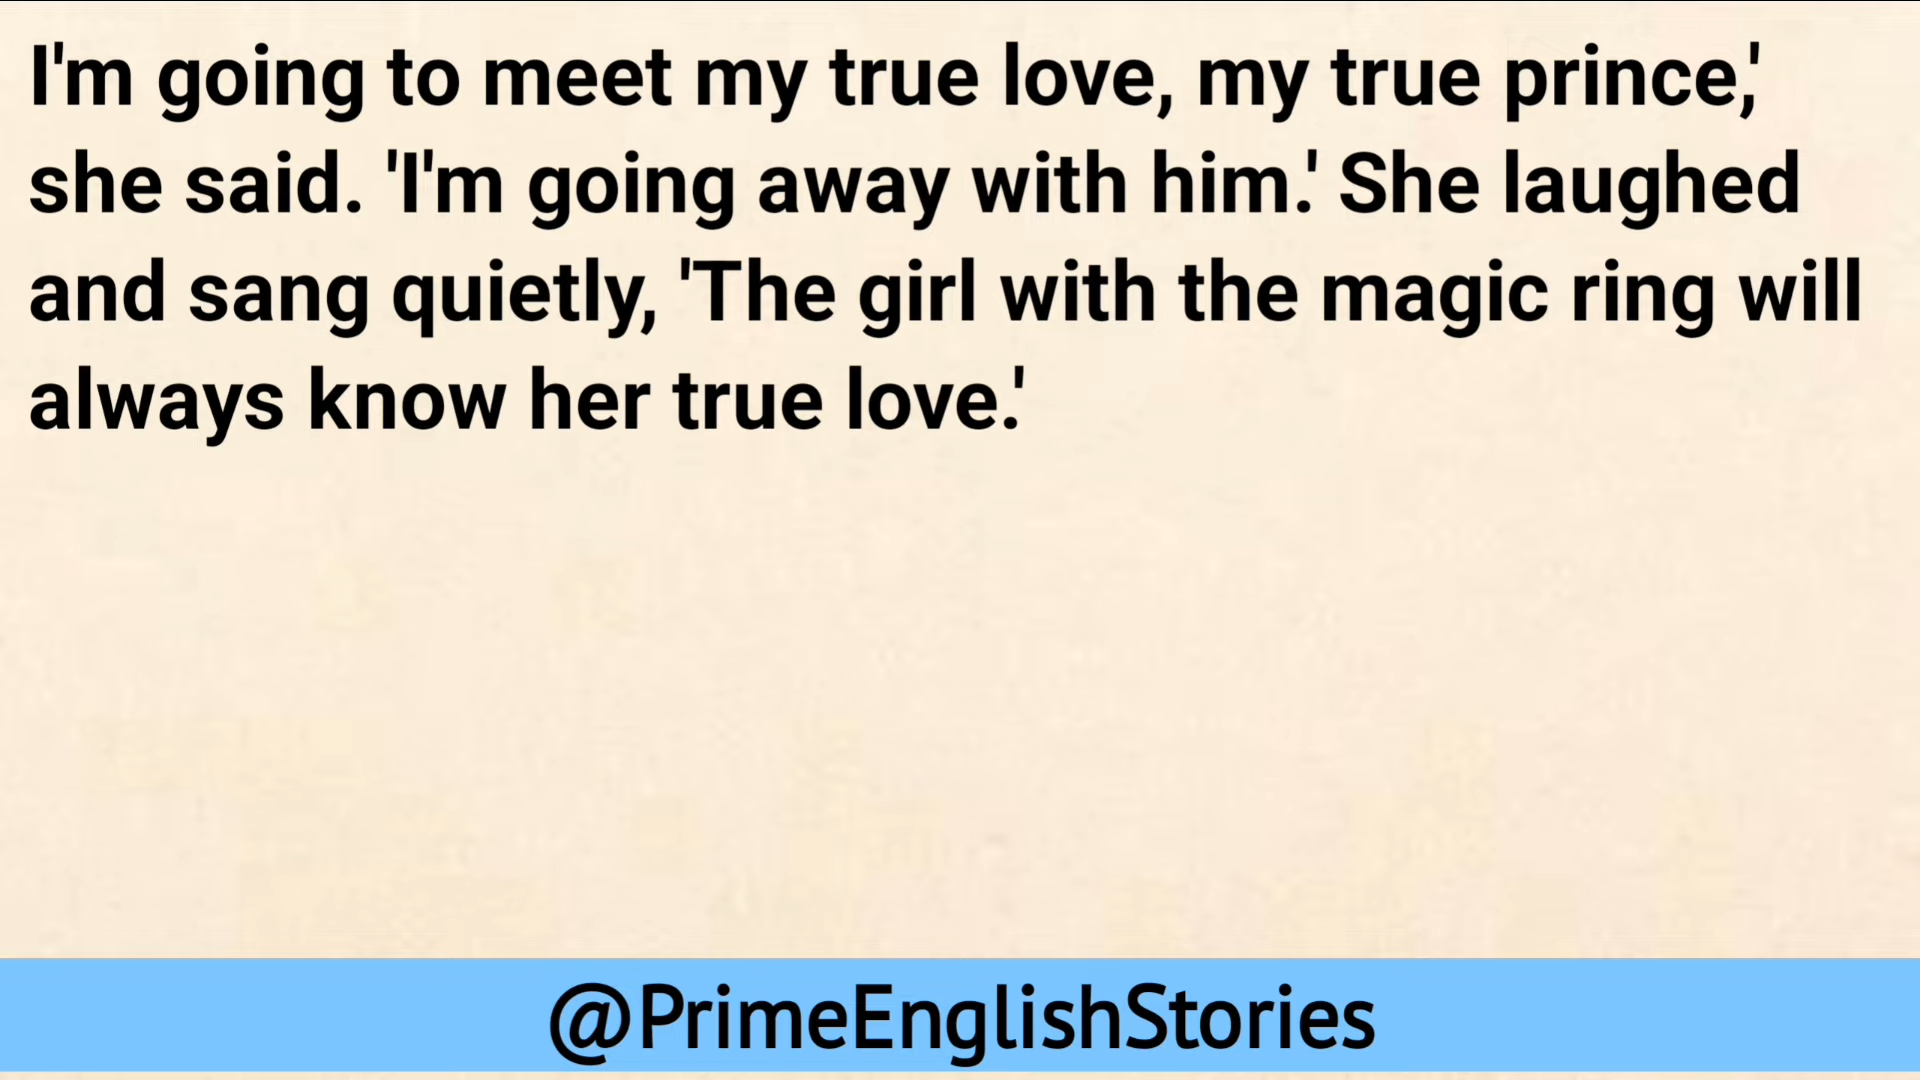 I'm going to meet my true love, my true prince,'
she said. 'I'm going away with him.' She laughed
and sang quietly, 'The girl with the magic ring will
always know her true love.'
@PrimeEnglishStories